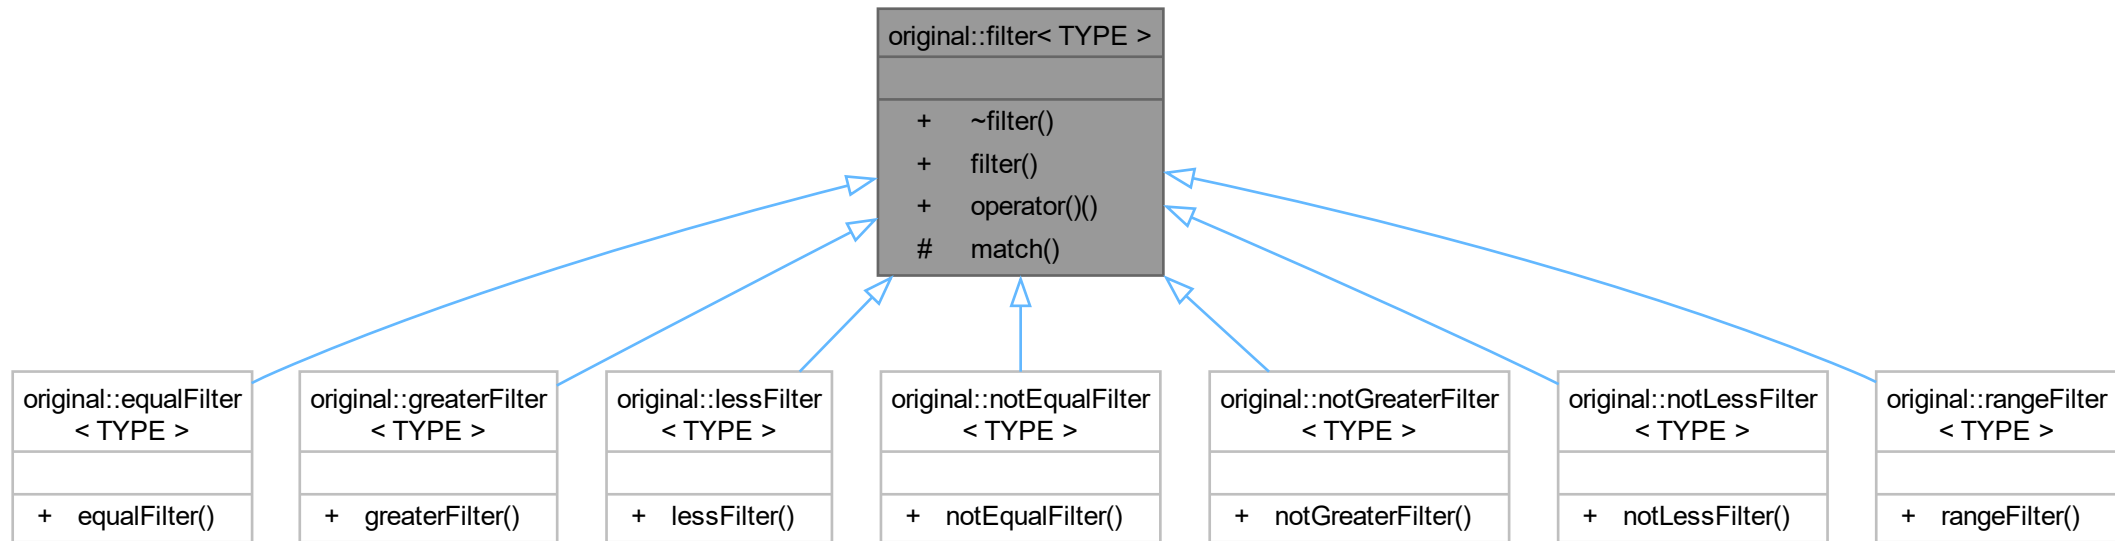 original::filter< TYPE >
+ ~filter()
+ filter()
+ operator()()
# match()
original::equalFilter
< TYPE >
+ equalFilter()
original::greaterFilter
< TYPE >
+ greaterFilter()
original::lessFilter
< TYPE >
+ lessFilter()
original::notEqualFilter
< TYPE >
+ notEqualFilter()
original::notGreaterFilter
< TYPE >
+ notGreaterFilter()
original::notLessFilter
< TYPE >
+ notLessFilter()
original::rangeFilter
< TYPE >
+ rangeFilter()